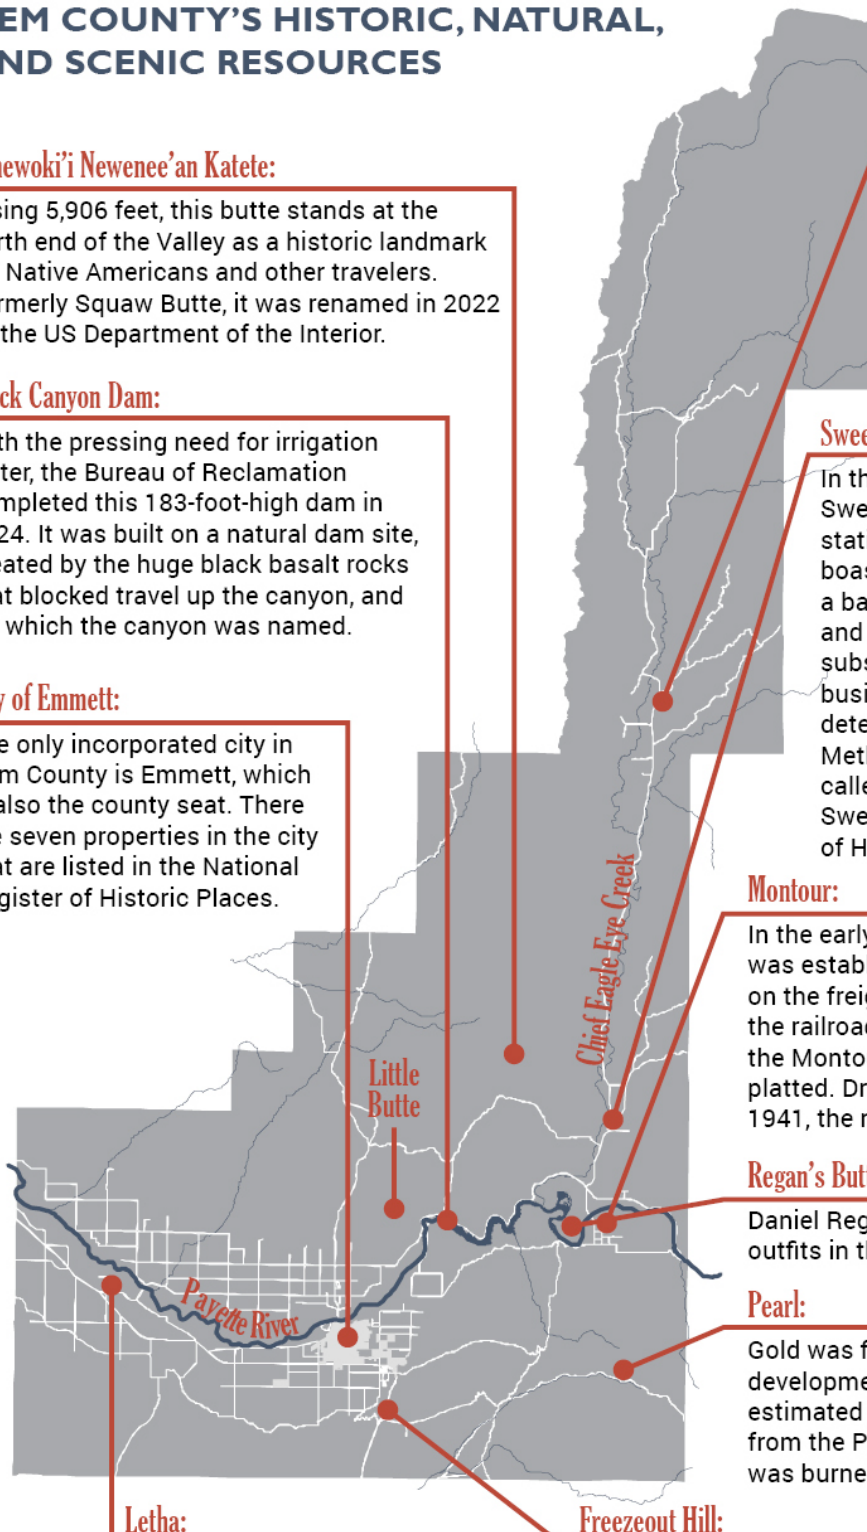 EM COUNTY'S HISTORIC, NATURAL,
ND SCENIC RESOURCES
newoki'i Newenee'an Katete:
sing 5,906 feet, this butte stands at the
rth end of the Valley as a historic landmark
Native Americans and other travelers.
rmerly Squaw Butte, it was renamed in 2022
the US Department of the Interior.
ck Canyon Dam:
th the pressing need for irrigation
ter, the Bureau of Reclamation
mpleted this 183-foot-high dam in
24. It was built on a natural dam site,
eated by the huge black basalt rocks
at blocked travel up the canyon, and
which the canyon was named.
y of Emmett:
e only incorporated city in
m County is Emmett, which
also the county seat. There
e seven properties in the city
at are listed in the National
gister of Historic Places.
Swee
In th
Swe
stat
boas
a ba
and
subs
busi
dete
Meth
calle
Swe
of H
Chief Eagle Eye Creek
Montour:
In the early
was establ
on the freig
the railroad
the Monto
platted. Dr
1941, the r
Little
Butte
Regan's Butt
Daniel Reg
outfits in th
Payette River
Pearl:
Gold was f
developme
estimated
from the P
was burne
Letha:
Freezeout Hill: